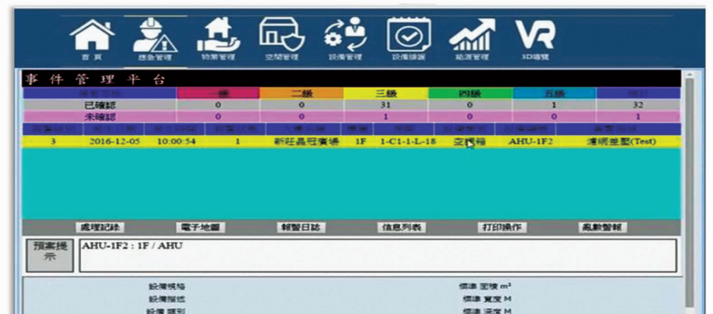 VR
首頁 應急管理 物業管理 空間管理 設備管理 設備維護 能源管理 3D導覽
事件管理平台
一級 二級 三級 四級 五級
已確認 0 0 31 0 1 32
未確認 0 0 1 0 0 1
3 2016-12-05 10:00:54 1 新莊晶冠廣場 1F 1-C1-1-L-18 空調箱 AHU-1F2 濾網差壓(Test)
處理記錄 電子地圖 報警日誌 信息列表 打印操作 亂數警報
預案提示 AHU-1F2 : 1F / AHU
設備規格 標準 面積 m²
設備描述 標準 寬度 M
設備類別 標準 深度 M